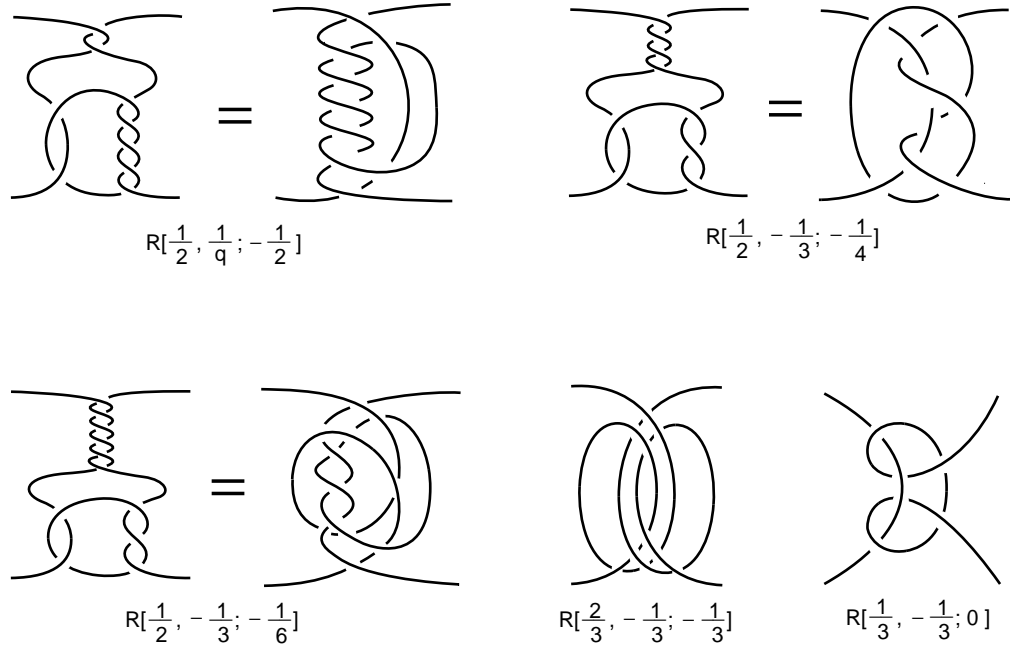 =
R[1/2, 1/q; -1/2]
=
R[1/2, -1/3; -1/4]
=
R[1/2, -1/3; -1/6]
R[2/3, -1/3; -1/3]
R[1/3, -1/3; 0]